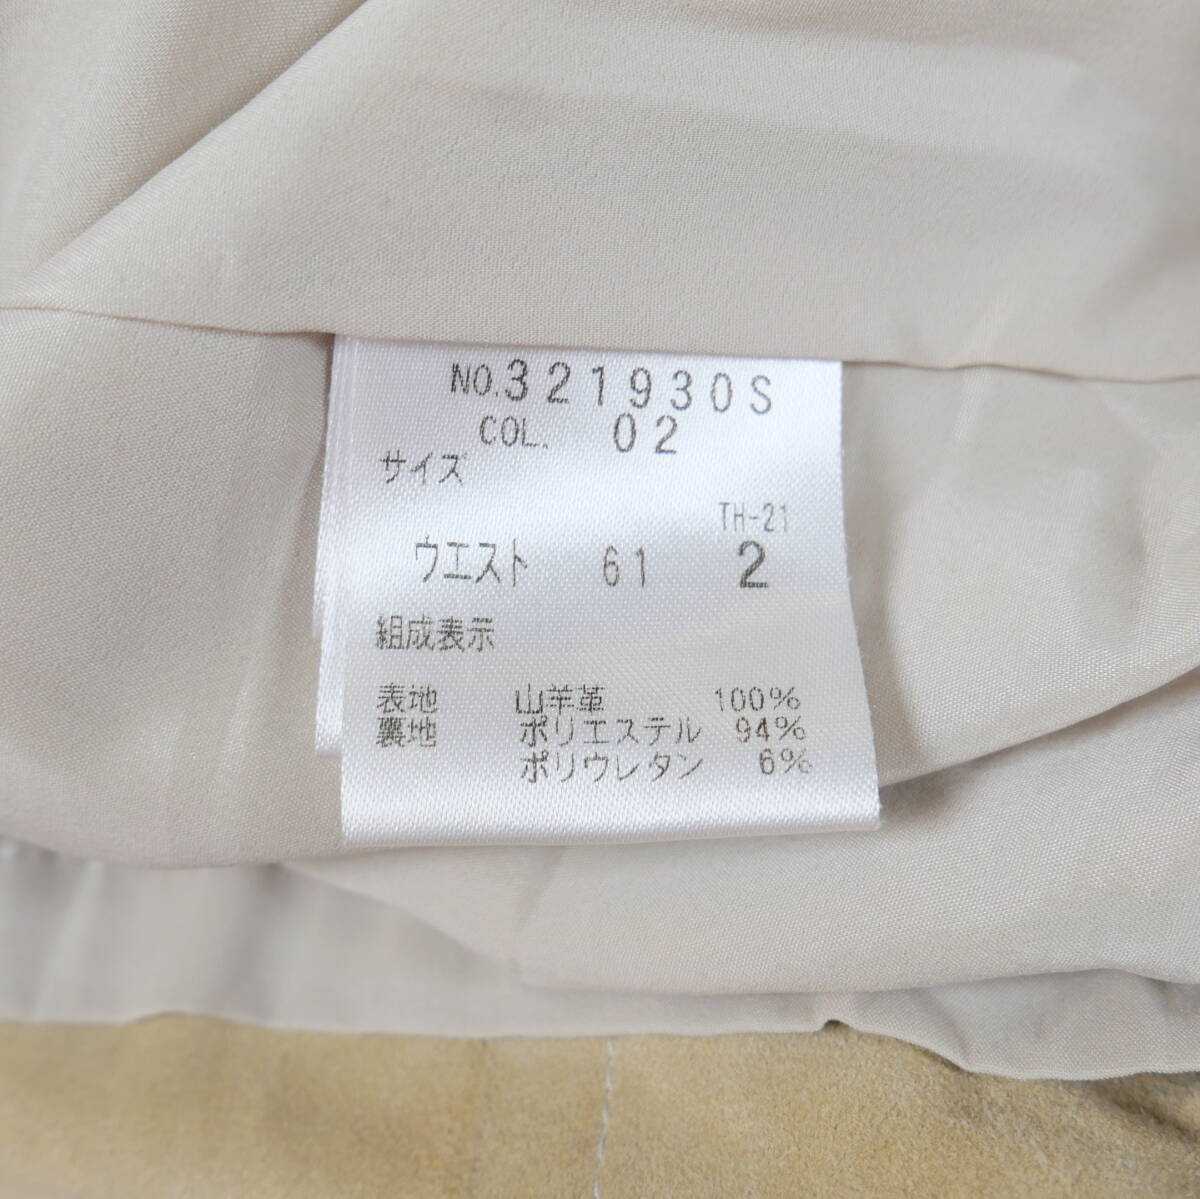 NO.321930S
COL. 02
サイズ
TH-21
ウエスト 61 2
組成表示
表地 山羊革 100%
裏地 ポリエステル 94%
ポリウレタン 6%